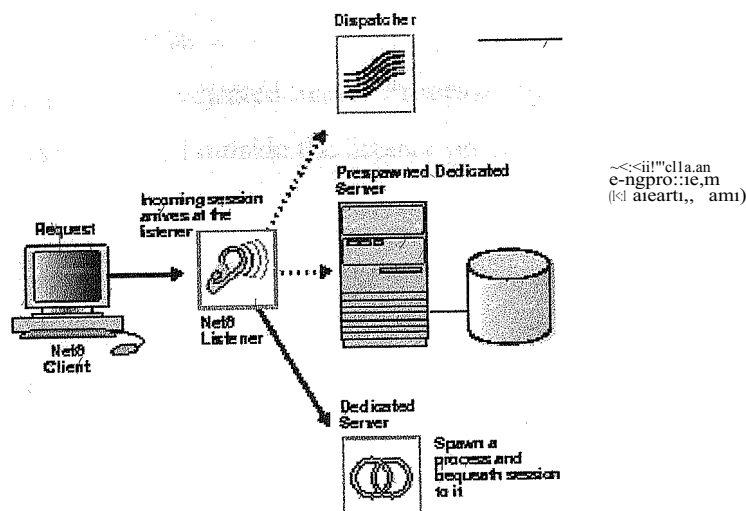 Dispatcher
Prespawned Dedicated
Server
Incoming session
arrives at the
listener
Request
Net8
Listener
Net8
Client
Dedicated
Server
Spawn a
process and
bequeath session
to it